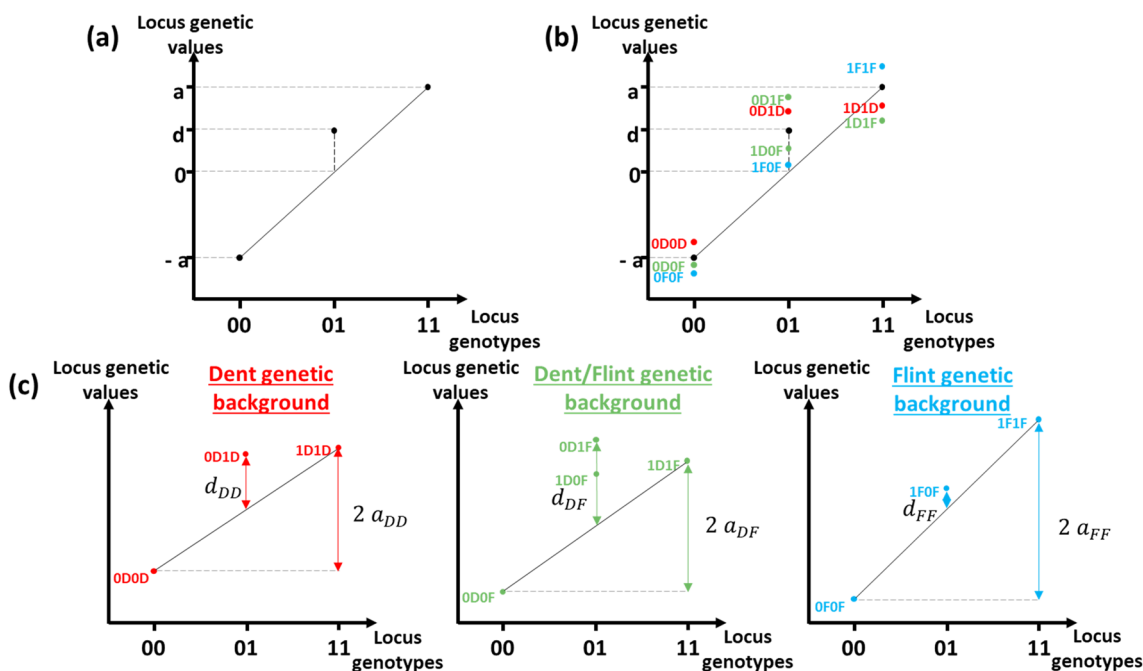 (a)
Locus genetic
values
a
d
0
- a
00
01
11
Locus
genotypes
(b)
Locus genetic
values
a
d
0
- a
1F1F
0D1F
0D1D
1D1D
1D1F
1D0F
1F0F
0D0D
0D0F
0F0F
00
01
11
Locus
genotypes
(c)
Locus genetic
values
Dent genetic
background
0D1D
1D1D
d_DD
2 a_DD
0D0D
00
01
11
Locus
genotypes
Locus genetic
values
Dent/Flint genetic
background
0D1F
1D0F
1D1F
d_DF
2 a_DF
0D0F
00
01
11
Locus
genotypes
Locus genetic
values
Flint genetic
background
1F1F
1F0F
d_FF
2 a_FF
0F0F
00
01
11
Locus
genotypes